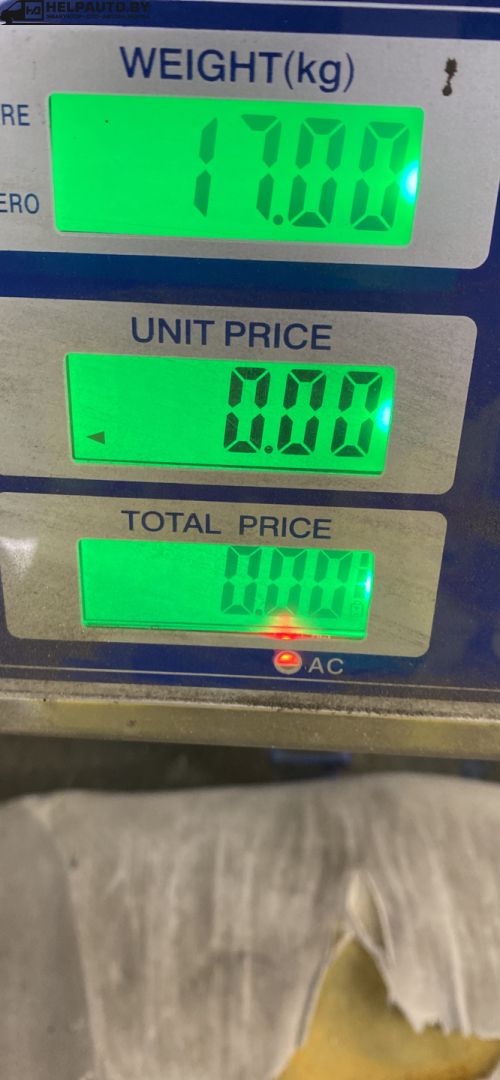 HELPAUTO.BY
WEIGHT(kg)
RE
17.00
ERO
UNIT PRICE
0.00
TOTAL PRICE
0.00
AC